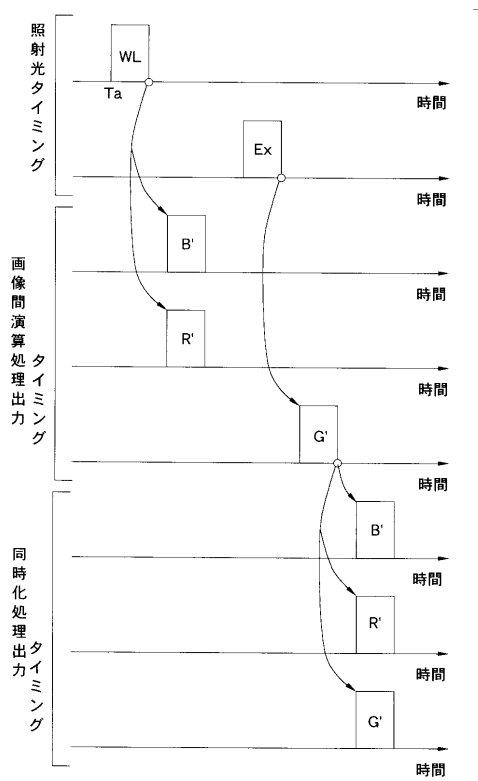 照射光タイミング
WL
Ta
時間
Ex
時間
画像間演算処理出力
タイミング
B'
時間
R'
時間
G'
時間
同時化処理出力
タイミング
B'
時間
R'
時間
G'
時間